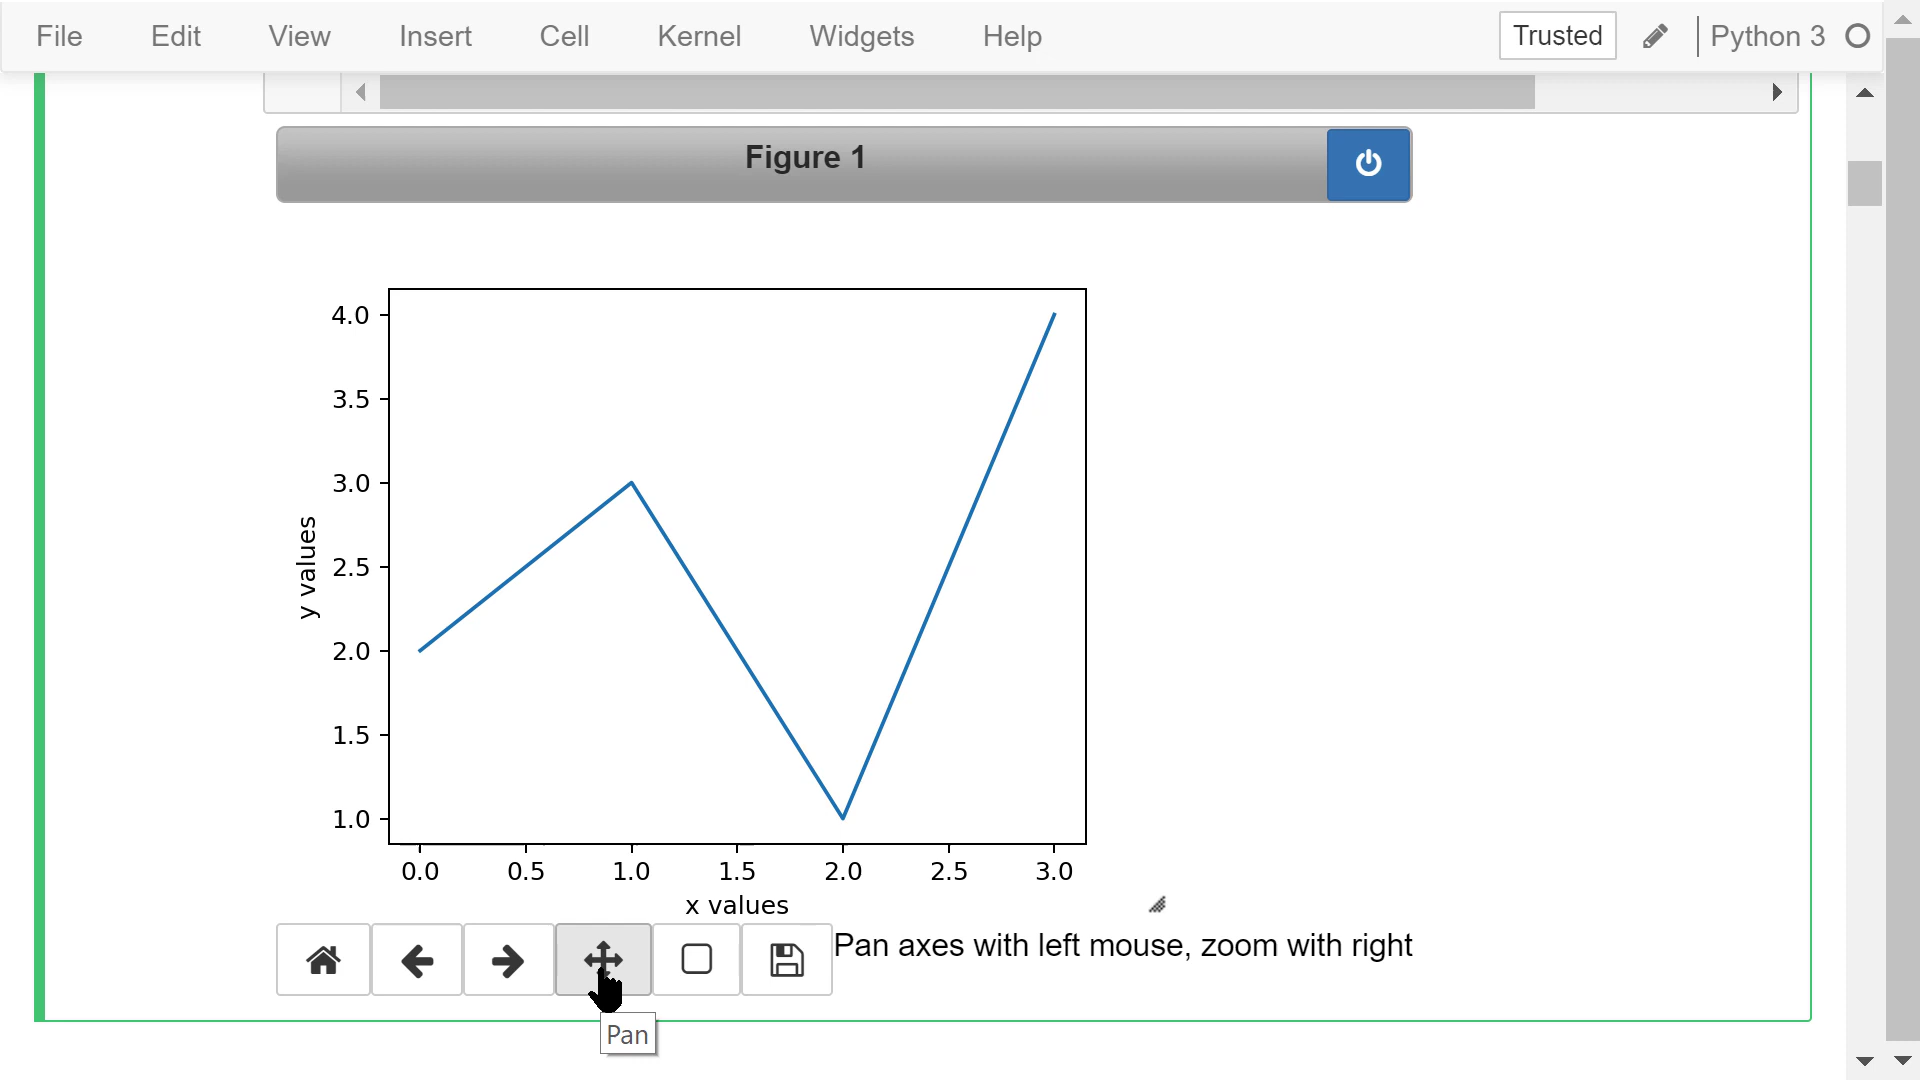 File Edit View Insert Cell Kernel Widgets Help Trusted Python 3
Figure 1
4.0
3.5
3.0
2.5
2.0
1.5
1.0
y values
0.0 0.5 1.0 1.5 2.0 2.5 3.0
x values
Pan axes with left mouse, zoom with right
Pan